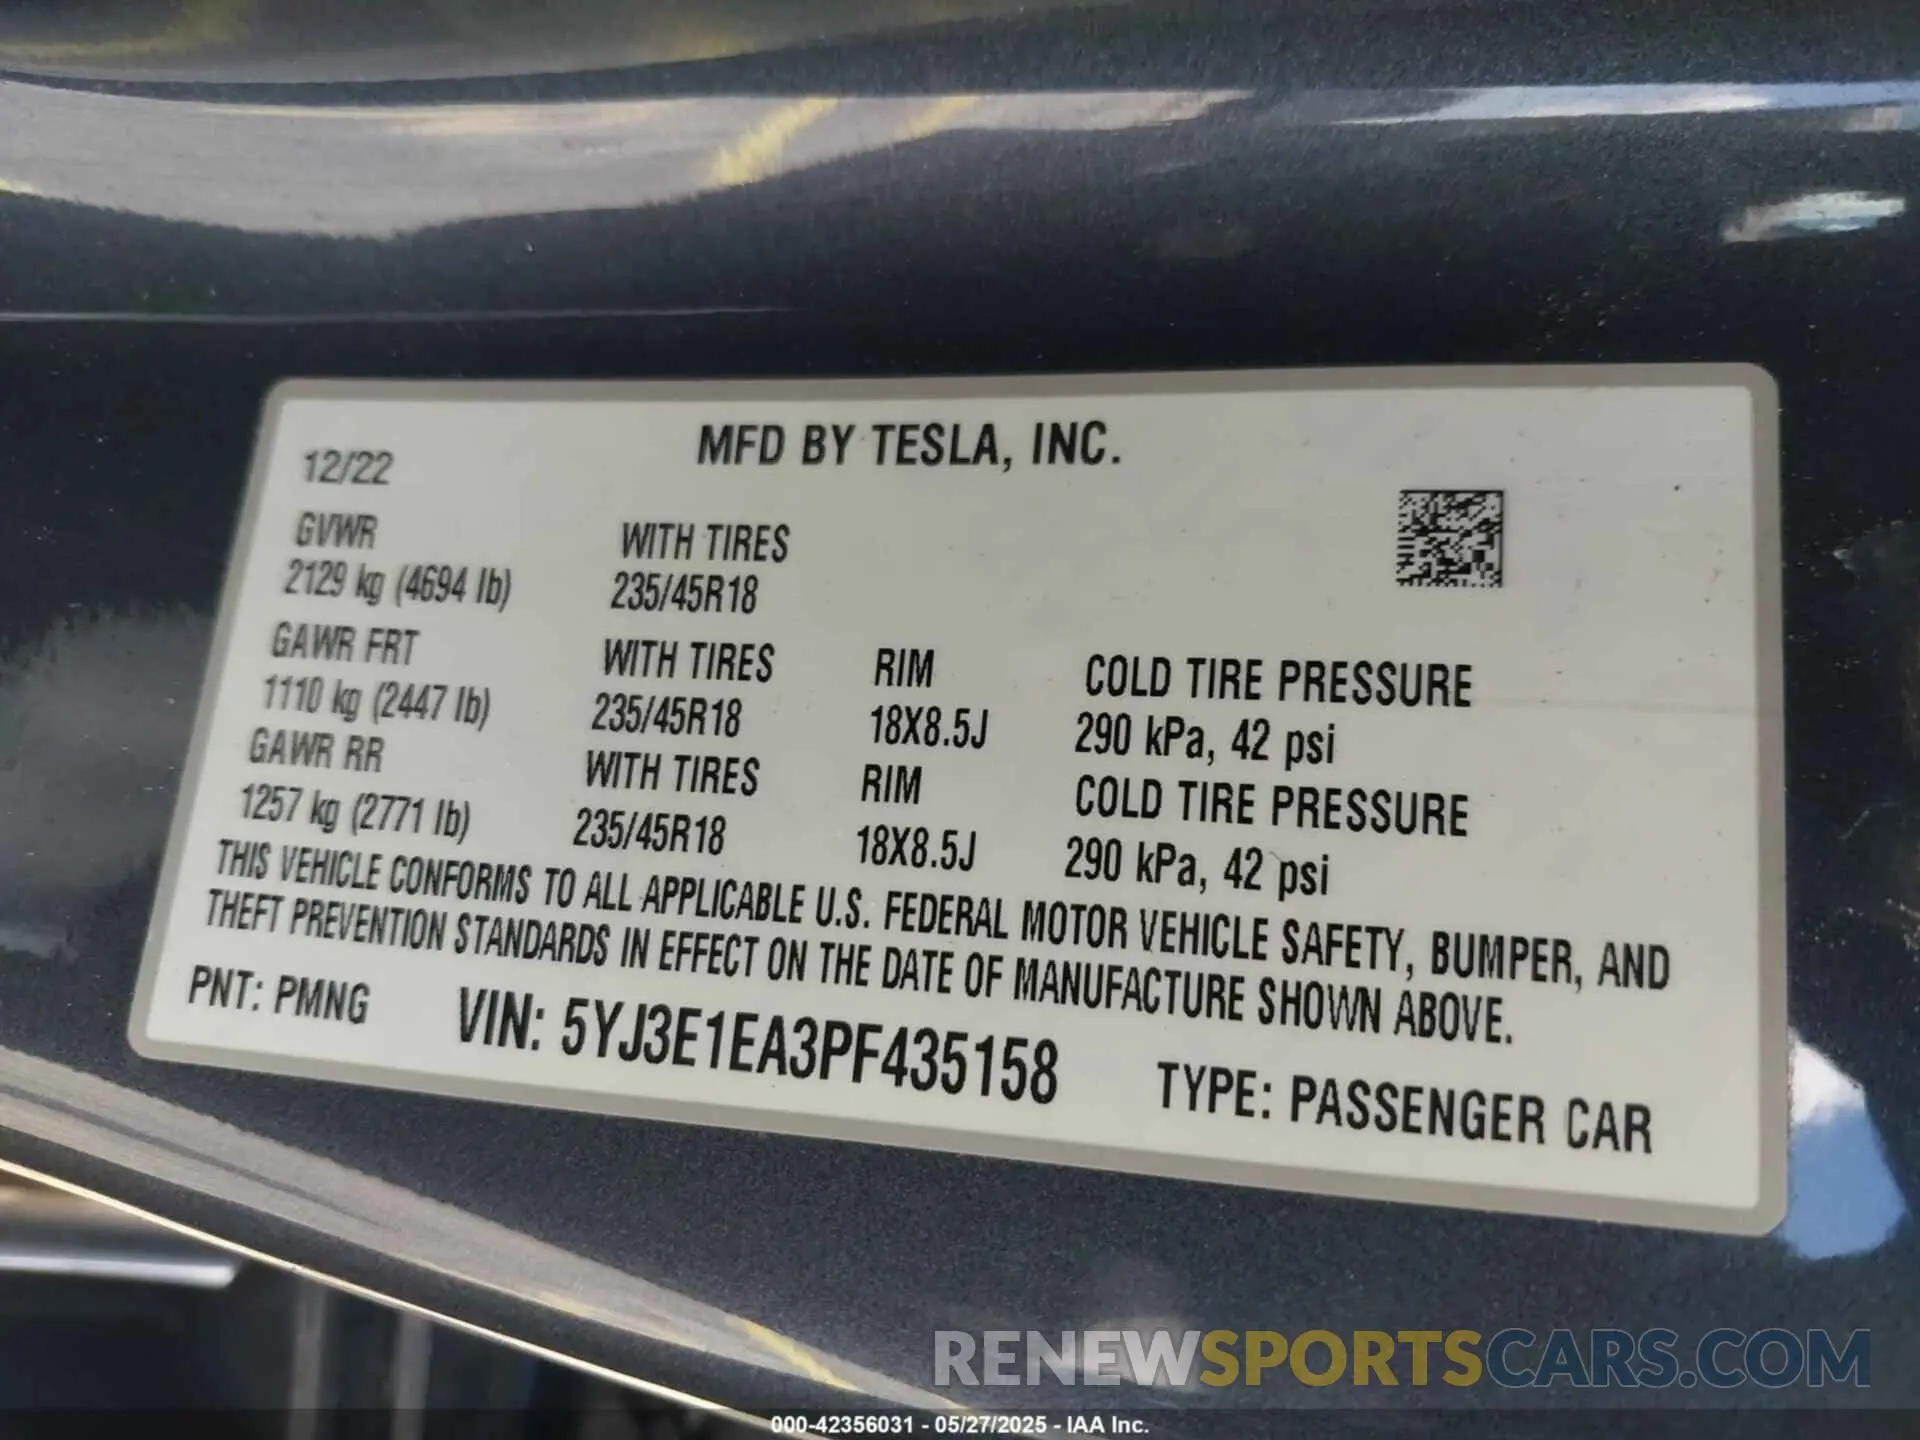 MFD BY TESLA, INC.
12/22
GVWR WITH TIRES
2129 kg (4694 lb) 235/45R18
GAWR FRT WITH TIRES RIM COLD TIRE PRESSURE
1110 kg (2447 lb) 235/45R18 18X8.5J 290 kPa, 42 psi
GAWR RR WITH TIRES RIM COLD TIRE PRESSURE
1257 kg (2771 lb) 235/45R18 18X8.5J 290 kPa, 42 psi
THIS VEHICLE CONFORMS TO ALL APPLICABLE U.S. FEDERAL MOTOR VEHICLE SAFETY, BUMPER, AND
THEFT PREVENTION STANDARDS IN EFFECT ON THE DATE OF MANUFACTURE SHOWN ABOVE.
PNT: PMNG VIN: 5YJ3E1EA3PF435158 TYPE: PASSENGER CAR
RENEWSPORTSCARS.COM
000-42356031 - 05/27/2025 - IAA Inc.